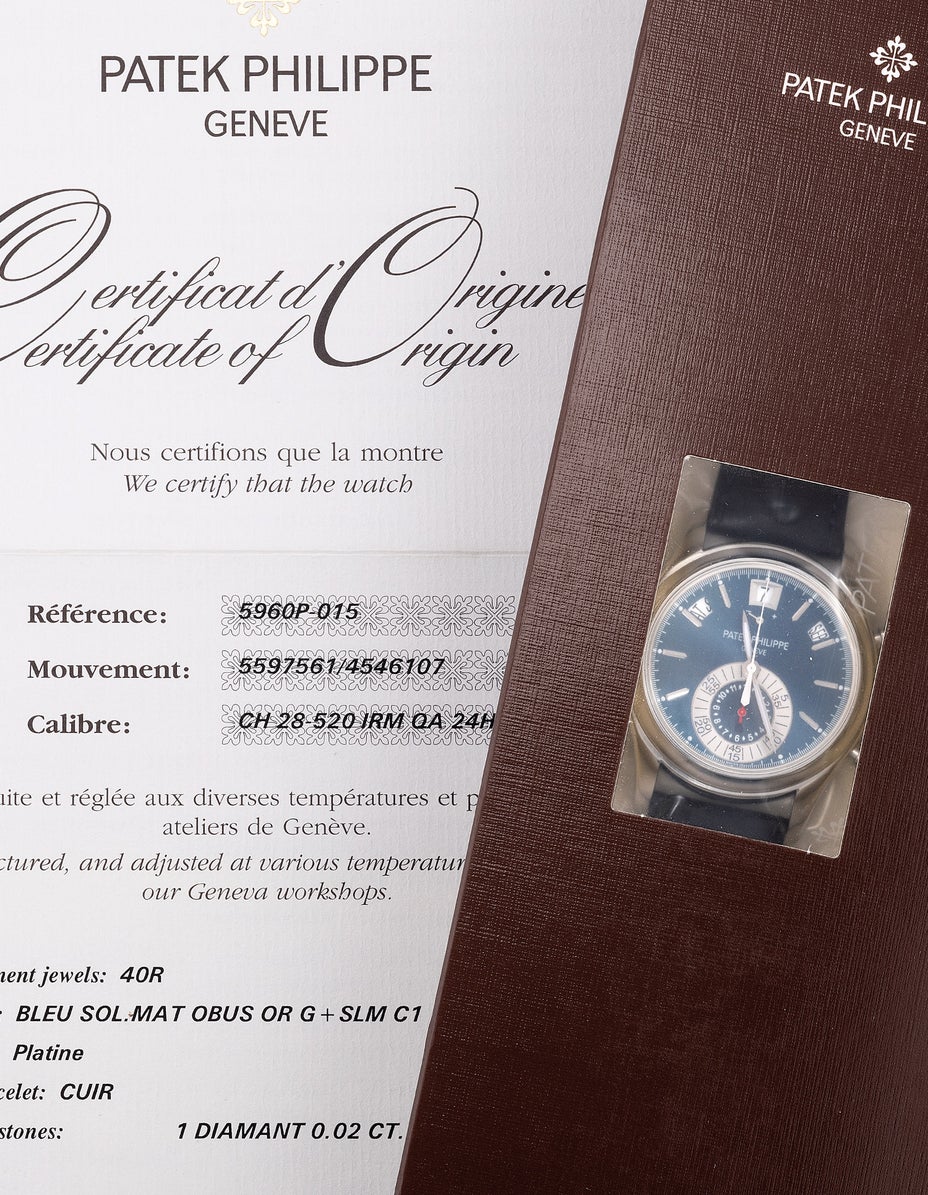 PATEK PHILIPPE
GENEVE
Certificat d'Origine
Certificate of Origin
Nous certifions que la montre
We certify that the watch
Référence: 5960P-015
Mouvement: 5597561/4546107
Calibre: CH 28-520 IRM QA 24H
uite et réglée aux diverses températures et p
ateliers de Genève.
ctured, and adjusted at various temperatur
our Geneva workshops.
ment jewels: 40R
: BLEU SOL.MAT OBUS OR G+SLM C1
Platine
celet: CUIR
stones: 1 DIAMANT 0.02 CT.
PATEK PHIL
GENEVE
PATEK PHILIPPE